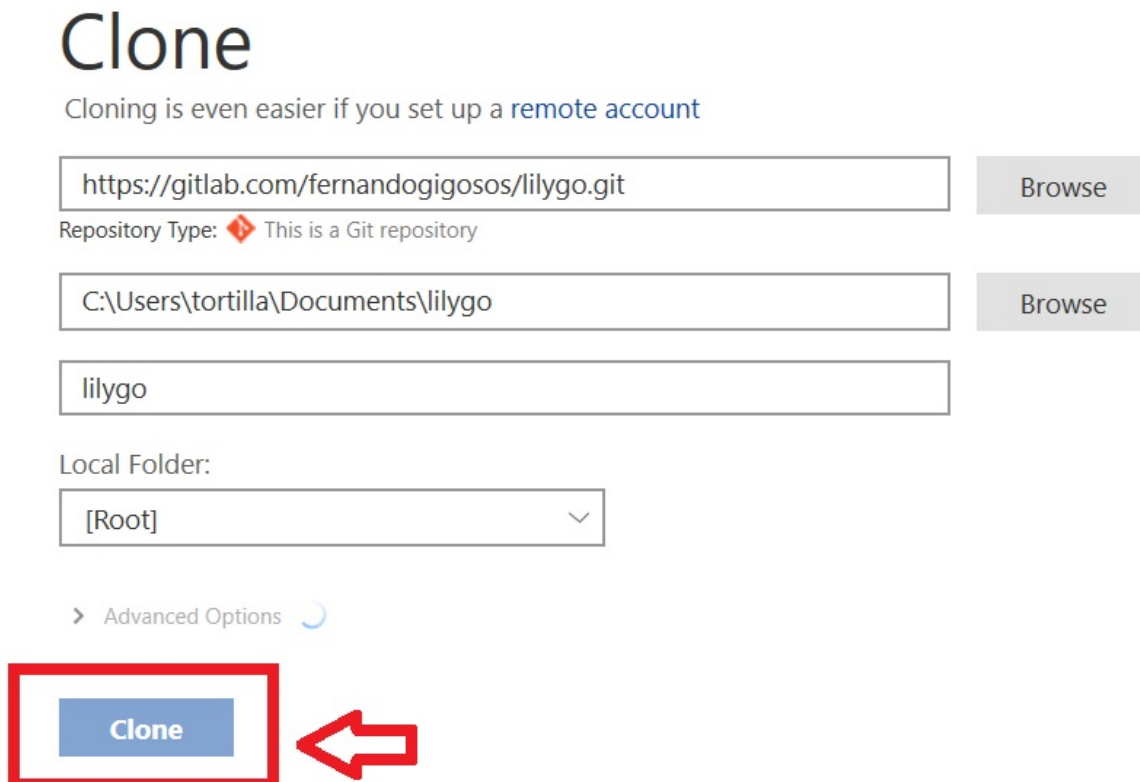 Clone
Cloning is even easier if you set up a remote account
https://gitlab.com/fernandogigosos/lilygo.git
Browse
Repository Type: This is a Git repository
C:\Users\tortilla\Documents\lilygo
Browse
lilygo
Local Folder:
[Root]
Advanced Options
Clone